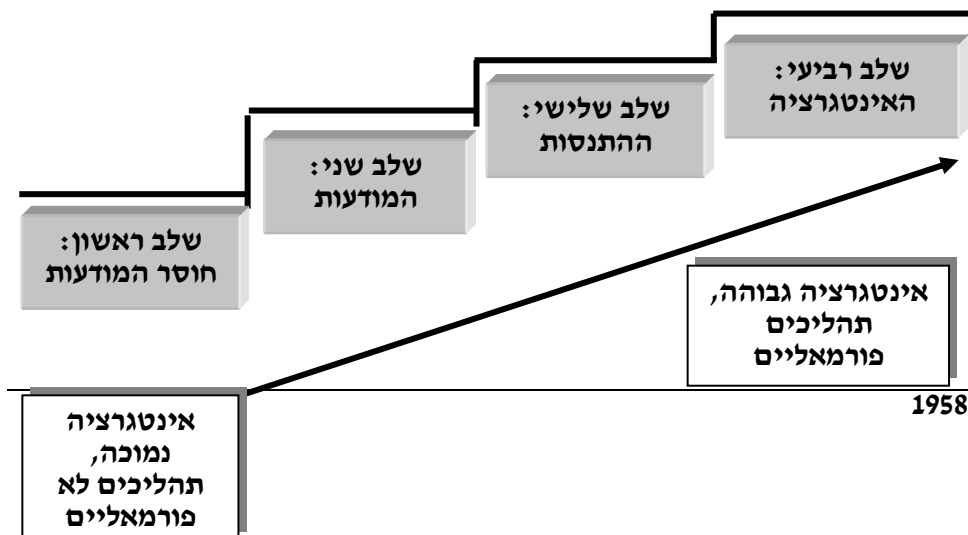 שלב רביעי:
האינטגרציה
שלב שלישי:
ההתנסות
שלב שני:
המודעות
שלב ראשון:
חוסר המודעות
אינטגרציה גבוהה,
תהליכים
פורמאליים
1958
אינטגרציה
נמוכה,
תהליכים לא
פורמאליים